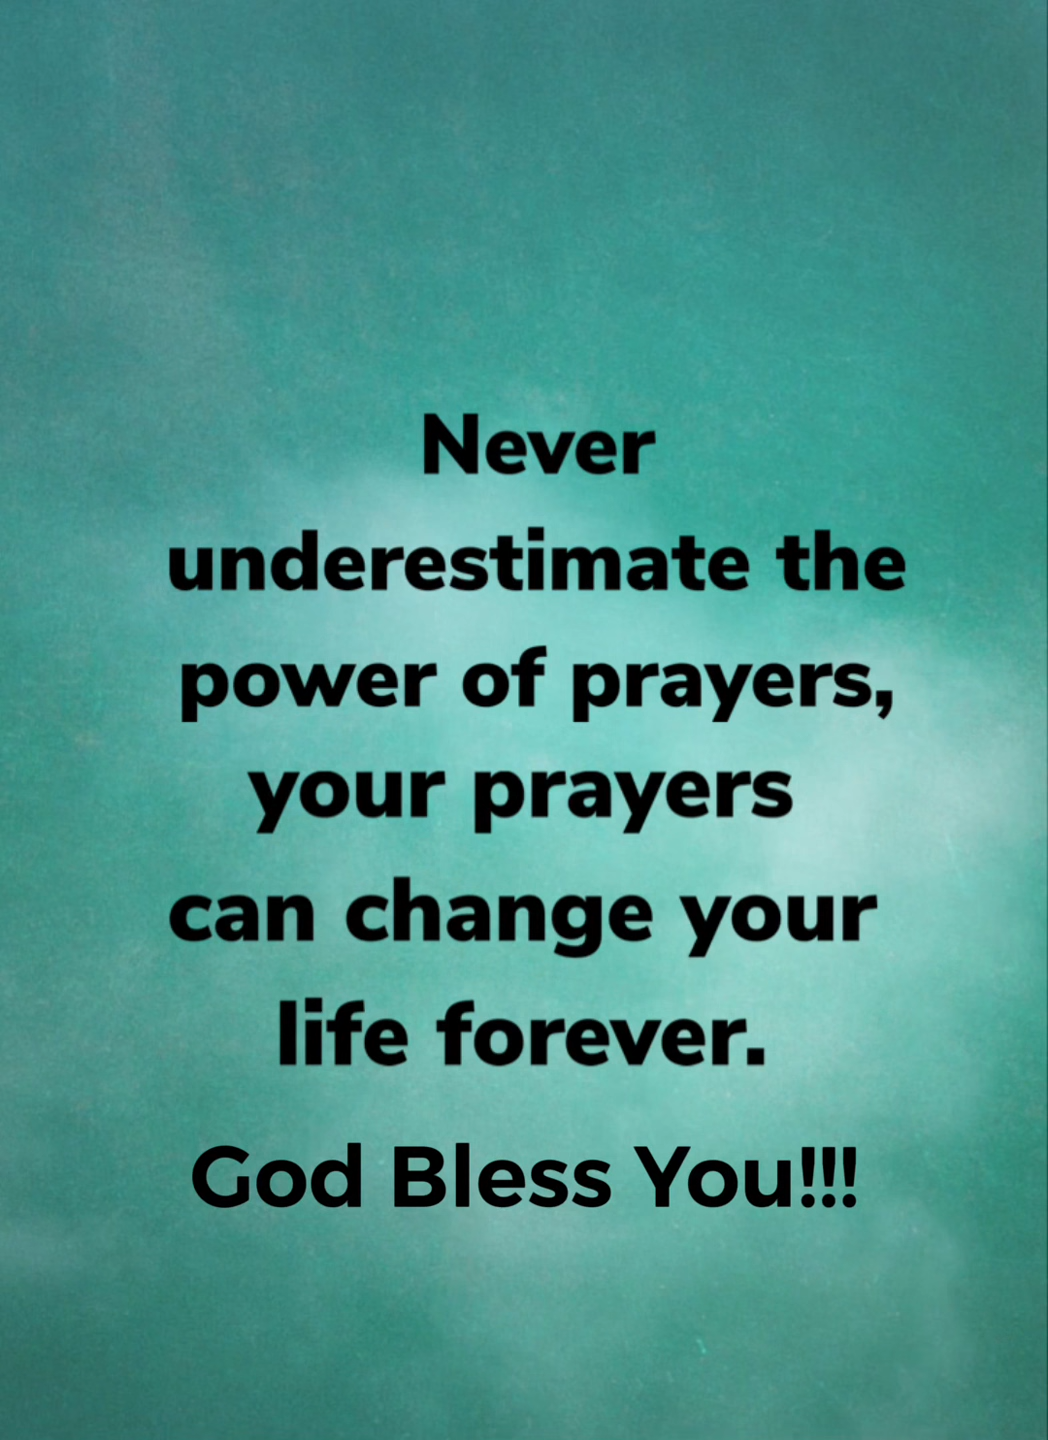 Never
underestimate the
power of prayers,
your prayers
can change your
life forever.
God Bless You!!!